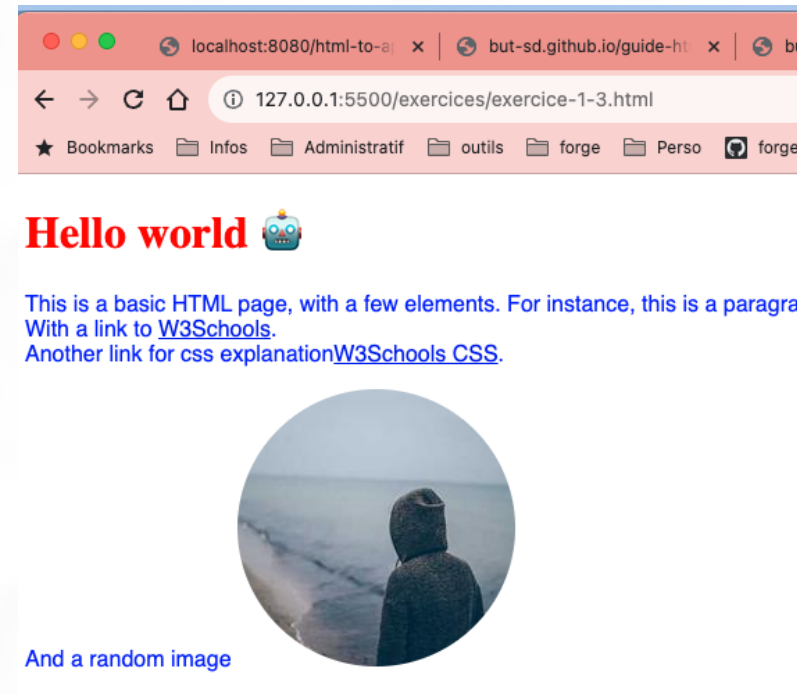 localhost:8080/html-to-a
but-sd.github.io/guide-ht
127.0.0.1:5500/exercices/exercice-1-3.html
Bookmarks Infos Administratif outils forge Perso forge
Hello world 🤖
This is a basic HTML page, with a few elements. For instance, this is a paragra
With a link to W3Schools.
Another link for css explanationW3Schools CSS.
And a random image